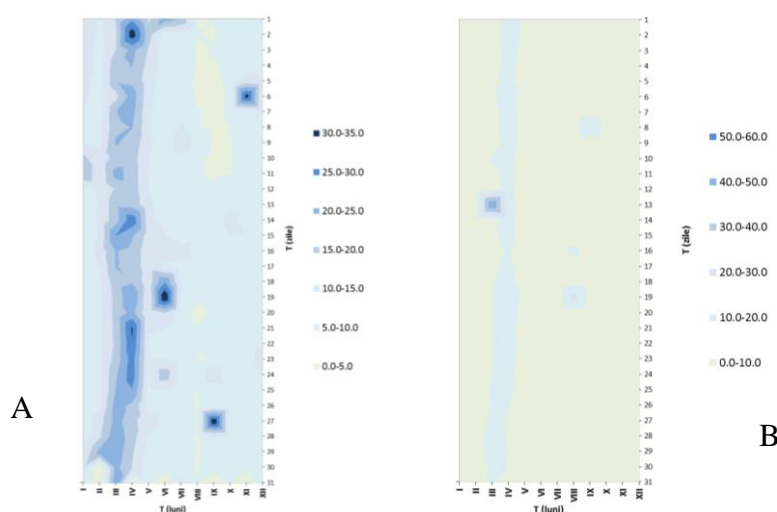 A
1
2
3
4
5
6
7
8
9
10
11
12
13
14
15
16
17
18
19
20
21
22
23
24
25
26
27
28
29
30
31
T (zile)
I
II
III
IV
V
VI
VII
VIII
IX
X
XI
XII
T (luni)
30.0-35.0
25.0-30.0
20.0-25.0
15.0-20.0
10.0-15.0
5.0-10.0
0.0-5.0
B
1
2
3
4
5
6
7
8
9
10
11
12
13
14
15
16
17
18
19
20
21
22
23
24
25
26
27
28
29
30
31
T (zile)
I
II
III
IV
V
VI
VII
VIII
IX
X
XI
XII
T (luni)
50.0-60.0
40.0-50.0
30.0-40.0
20.0-30.0
10.0-20.0
0.0-10.0